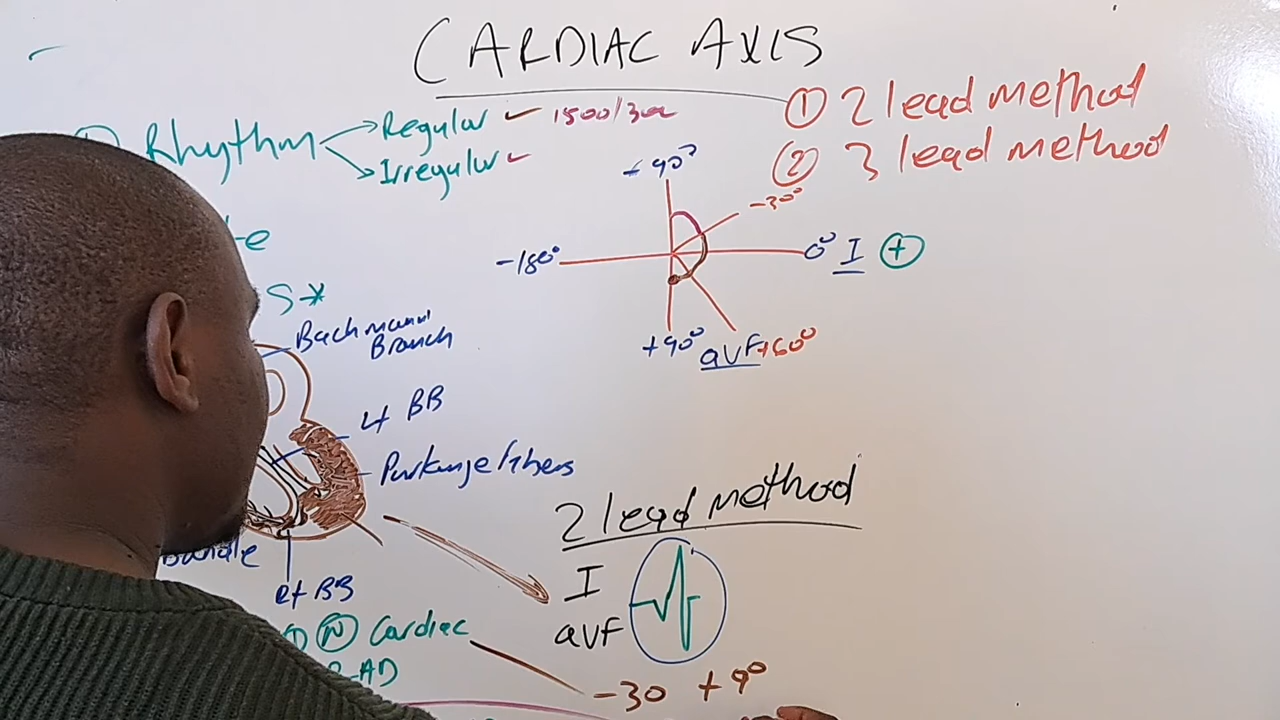 CARDIAC AXIS
① 2 lead method
② 3 lead method
Rhythm
Regular ✓ 1500/300
Irregular ✓
+90°
-30°
-180°
0° I +
+90°
aVF +60°
Bachmann
Branch
Lt BB
Purkinje fibers
Bundle
Rt BB
① N Cardiac
2 lead method
I
aVF
-30 +90